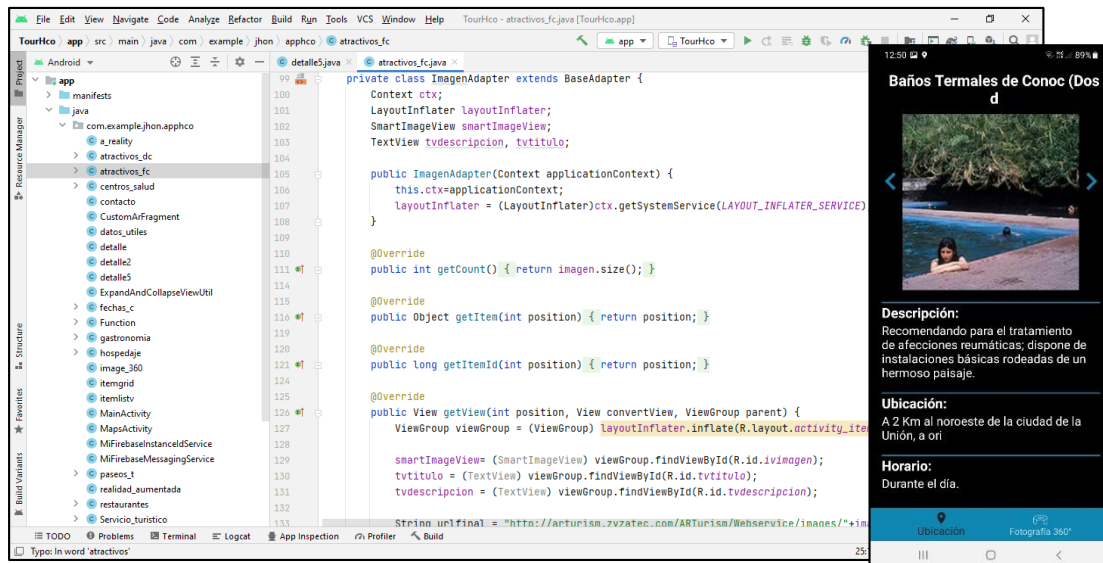 File Edit View Navigate Code Analyze Refactor Build Run Tools VCS Window Help TourHco - atractivos_fc.java [TourHco.app]
TourHco app src main java com example jhon apphco atractivos_fc app TourHco
Android
detalle5.java atractivos_fc.java
Project
Resource Manager
Structure
Favorites
Build Variants
app
manifests
java
com.example.jhon.apphco
a_reality
atractivos_dc
atractivos_fc
centros_salud
contacto
CustomArFragment
datos_utiles
detalle
detalle2
detalle5
ExpandAndCollapseViewUtil
fechas_c
Function
gastronomia
hospedaje
image_360
itemgrid
itemlistv
MainActivity
MapsActivity
MiFirebaseInstanceIdService
MiFirebaseMessagingService
paseos_t
realidad_aumentada
restaurantes
Servicio_turistico
99 private class ImagenAdapter extends BaseAdapter {
100 Context ctx;
101 LayoutInflater layoutInflater;
102 SmartImageView smartImageView;
103 TextView tvdescripcion, tvtitulo;
104
105 public ImagenAdapter(Context applicationContext) {
106 this.ctx=applicationContext;
107 layoutInflater = (LayoutInflater)ctx.getSystemService(LAYOUT_INFLATER_SERVICE)
108 }
109
110 @Override
111 public int getCount() { return imagen.size(); }
114
115 @Override
116 public Object getItem(int position) { return position; }
119
120 @Override
121 public long getItemId(int position) { return position; }
124
125 @Override
126 public View getView(int position, View convertView, ViewGroup parent) {
127 ViewGroup viewGroup = (ViewGroup) layoutInflater.inflate(R.layout.activity_ite
128
129 smartImageView= (SmartImageView) viewGroup.findViewById(R.id.ivimagen);
130 tvtitulo = (TextView) viewGroup.findViewById(R.id.tvtitulo);
131 tvdescripcion = (TextView) viewGroup.findViewById(R.id.tvdescripcion);
132
133 String urlfinal = "http://arturism.zyzatec.com/ARTurism/Webservice/images/"+im
TODO Problems Terminal Logcat App Inspection Profiler Build
Typo: In word 'atractivos'
12:50 89%
Baños Termales de Conoc (Dos
d
Descripción:
Recomendando para el tratamiento
de afecciones reumáticas; dispone de
instalaciones básicas rodeadas de un
hermoso paisaje.
Ubicación:
A 2 Km al noroeste de la ciudad de la
Unión, a ori
Horario:
Durante el día.
Ubicación Fotografía 360°